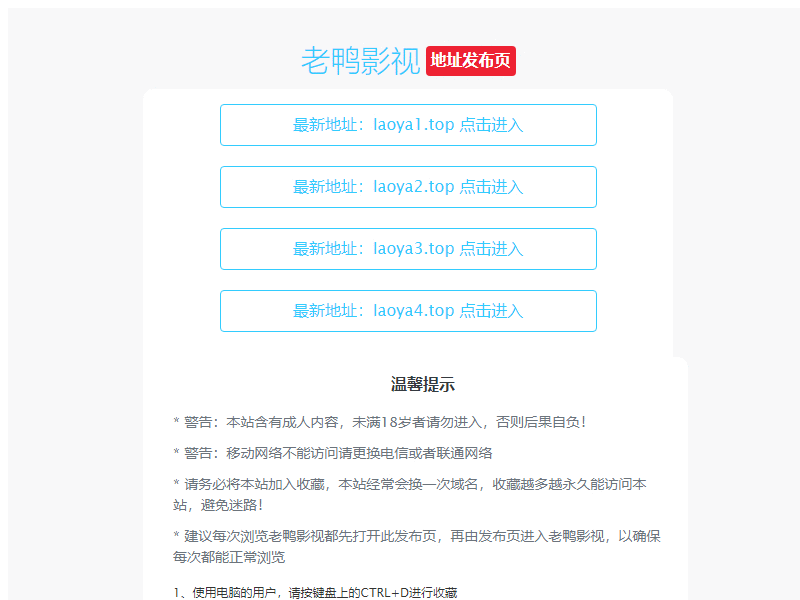 老鸭影视 地址发布页
最新地址：laoya1.top 点击进入
最新地址：laoya2.top 点击进入
最新地址：laoya3.top 点击进入
最新地址：laoya4.top 点击进入
温馨提示
* 警告：本站含有成人内容，未满18岁者请勿进入，否则后果自负！
* 警告：移动网络不能访问请更换电信或者联通网络
* 请务必将本站加入收藏，本站经常会换一次域名，收藏越多越永久能访问本
站，避免迷路！
* 建议每次浏览老鸭影视都先打开此发布页，再由发布页进入老鸭影视，以确保
每次都能正常浏览
1、使用电脑的用户，请按键盘上的CTRL+D进行收藏